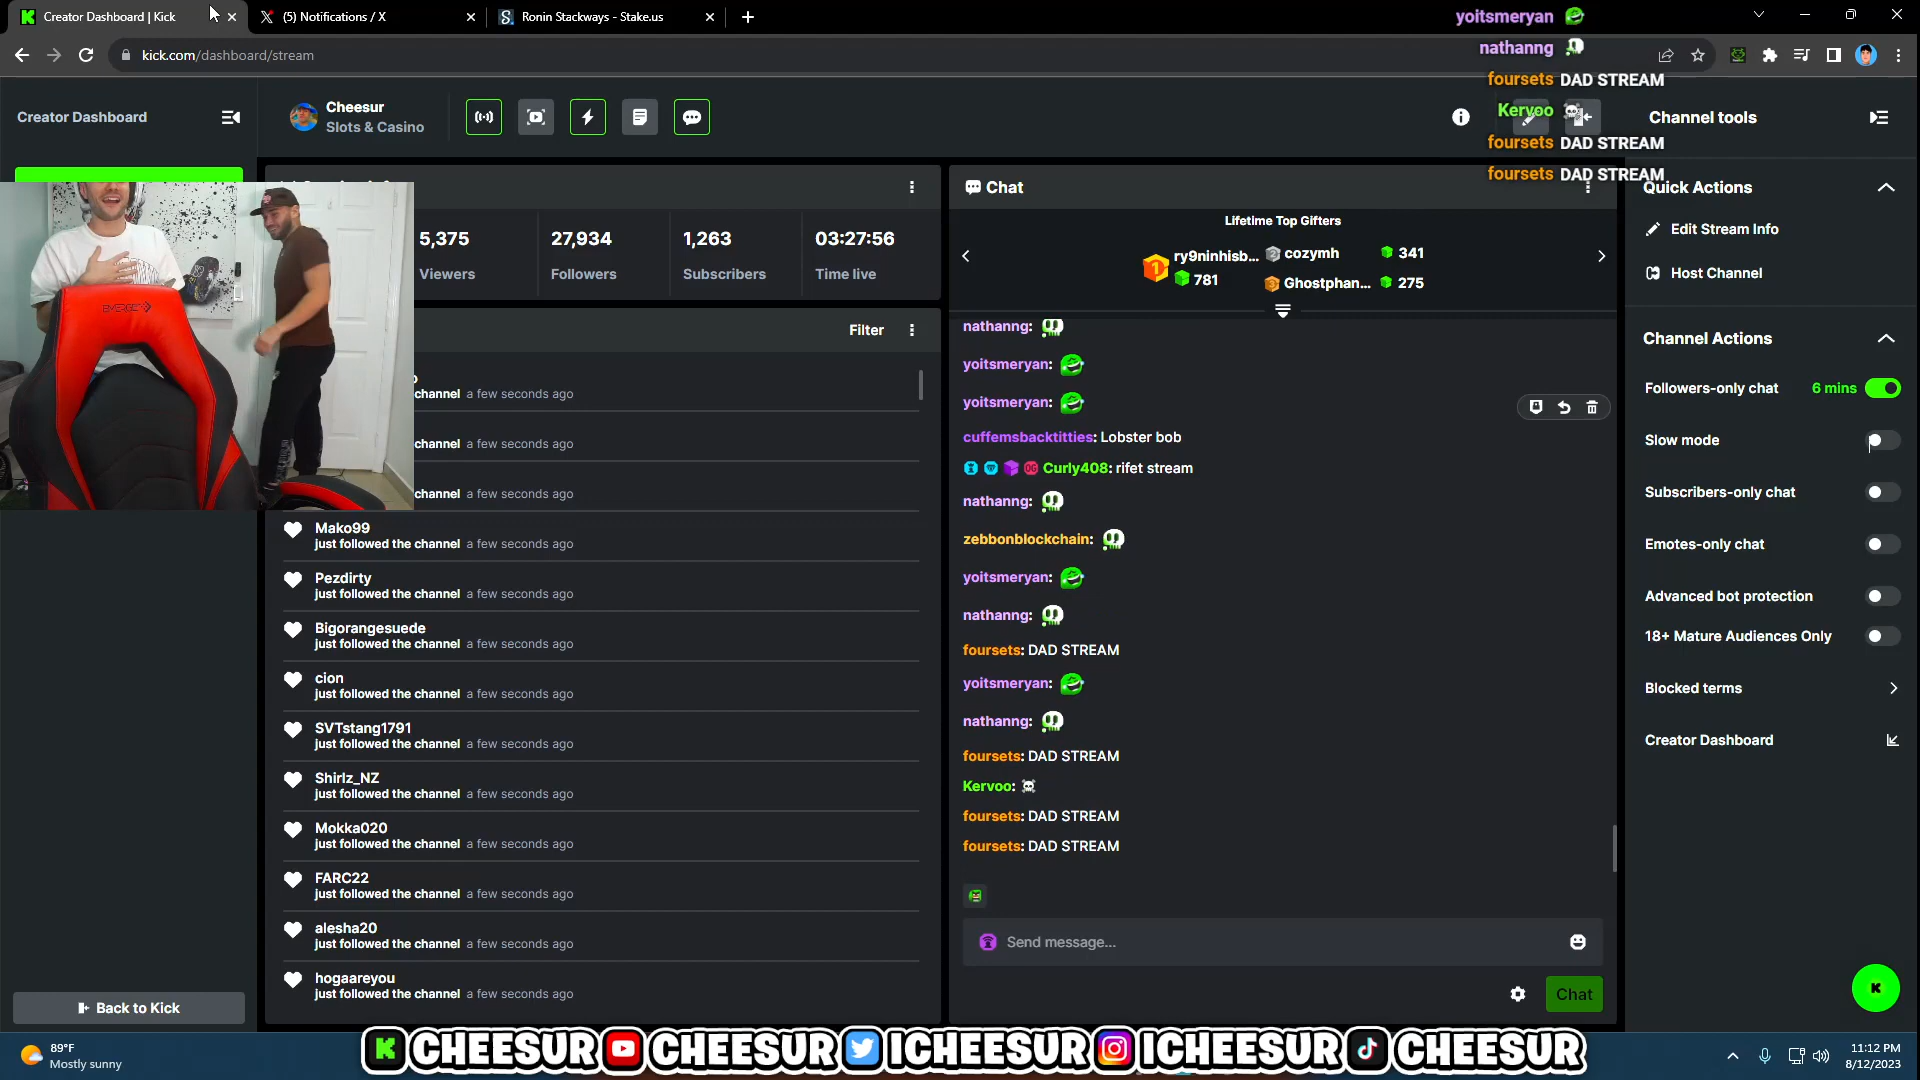 Creator Dashboard | Kick
(5) Notifications / X
Ronin Stackways - Stake.us
kick.com/dashboard/stream
yoitsmeryan
nathanng
foursets DAD STREAM
Kervoo
foursets DAD STREAM
foursets DAD STREAM
Creator Dashboard
Cheesur
Slots & Casino
Channel tools
5,375
Viewers
27,934
Followers
1,263
Subscribers
03:27:56
Time live
Filter
channel a few seconds ago
channel a few seconds ago
channel a few seconds ago
Mako99
just followed the channel a few seconds ago
Pezdirty
just followed the channel a few seconds ago
Bigorangesuede
just followed the channel a few seconds ago
cion
just followed the channel a few seconds ago
SVTstang1791
just followed the channel a few seconds ago
Shirlz_NZ
just followed the channel a few seconds ago
Mokka020
just followed the channel a few seconds ago
FARC22
just followed the channel a few seconds ago
alesha20
just followed the channel a few seconds ago
hogaareyou
just followed the channel a few seconds ago
Back to Kick
Chat
Lifetime Top Gifters
1 ry9ninhisb...
781
2 cozymh 341
3 Ghostphan... 275
nathanng:
yoitsmeryan:
yoitsmeryan:
cuffemsbacktitties: Lobster bob
OG Curly408: rifet stream
nathanng:
zebbonblockchain:
yoitsmeryan:
nathanng:
foursets: DAD STREAM
yoitsmeryan:
nathanng:
foursets: DAD STREAM
Kervoo:
foursets: DAD STREAM
foursets: DAD STREAM
Send message...
Chat
Quick Actions
Edit Stream Info
Host Channel
Channel Actions
Followers-only chat 6 mins
Slow mode
Subscribers-only chat
Emotes-only chat
Advanced bot protection
18+ Mature Audiences Only
Blocked terms
Creator Dashboard
K
89°F
Mostly sunny
K CHEESUR CHEESUR ICHEESUR ICHEESUR CHEESUR
11:12 PM
8/12/2023